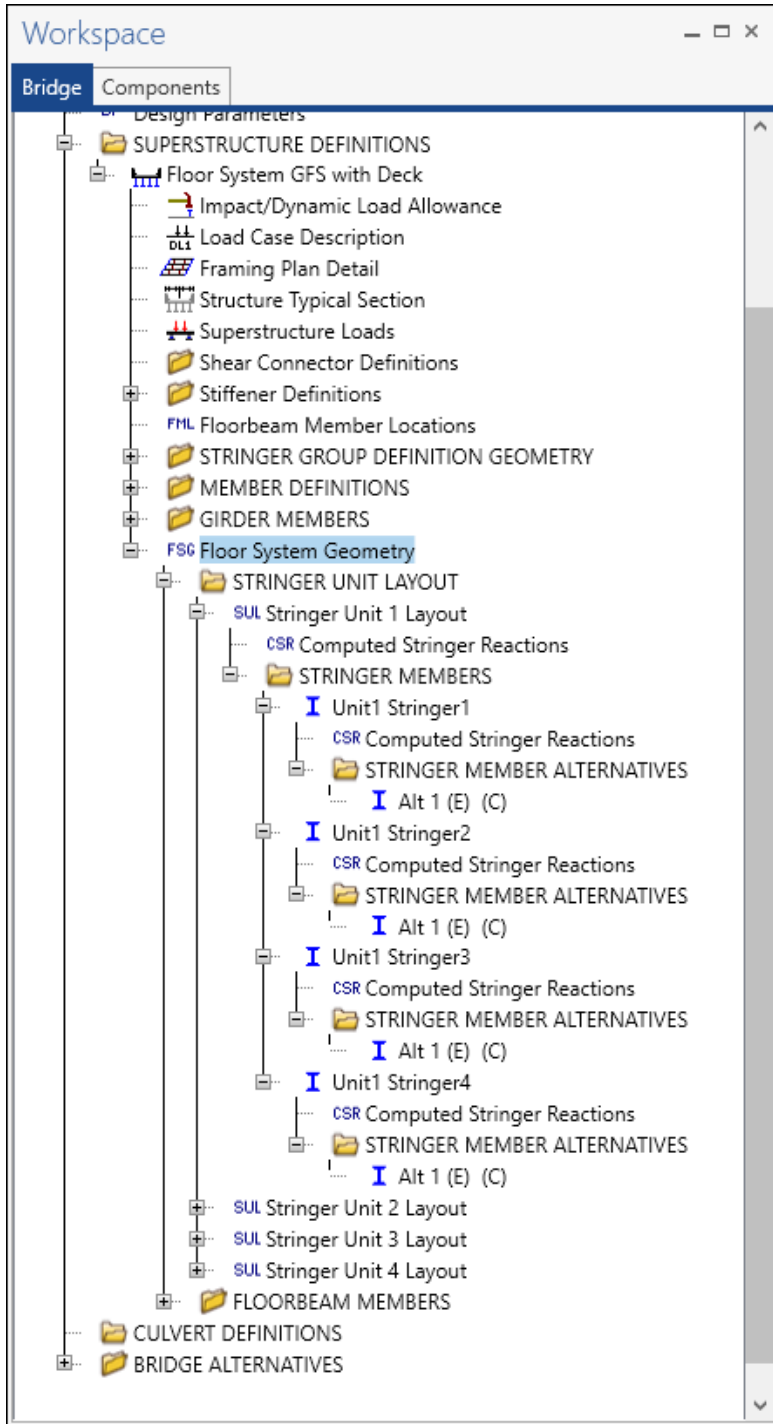 Workspace
Bridge Components
Design Parameters
SUPERSTRUCTURE DEFINITIONS
Floor System GFS with Deck
Impact/Dynamic Load Allowance
DL1 Load Case Description
Framing Plan Detail
Structure Typical Section
Superstructure Loads
Shear Connector Definitions
Stiffener Definitions
FML Floorbeam Member Locations
STRINGER GROUP DEFINITION GEOMETRY
MEMBER DEFINITIONS
GIRDER MEMBERS
FSG Floor System Geometry
STRINGER UNIT LAYOUT
SUL Stringer Unit 1 Layout
CSR Computed Stringer Reactions
STRINGER MEMBERS
Unit1 Stringer1
CSR Computed Stringer Reactions
STRINGER MEMBER ALTERNATIVES
Alt 1 (E) (C)
Unit1 Stringer2
CSR Computed Stringer Reactions
STRINGER MEMBER ALTERNATIVES
Alt 1 (E) (C)
Unit1 Stringer3
CSR Computed Stringer Reactions
STRINGER MEMBER ALTERNATIVES
Alt 1 (E) (C)
Unit1 Stringer4
CSR Computed Stringer Reactions
STRINGER MEMBER ALTERNATIVES
Alt 1 (E) (C)
SUL Stringer Unit 2 Layout
SUL Stringer Unit 3 Layout
SUL Stringer Unit 4 Layout
FLOORBEAM MEMBERS
CULVERT DEFINITIONS
BRIDGE ALTERNATIVES